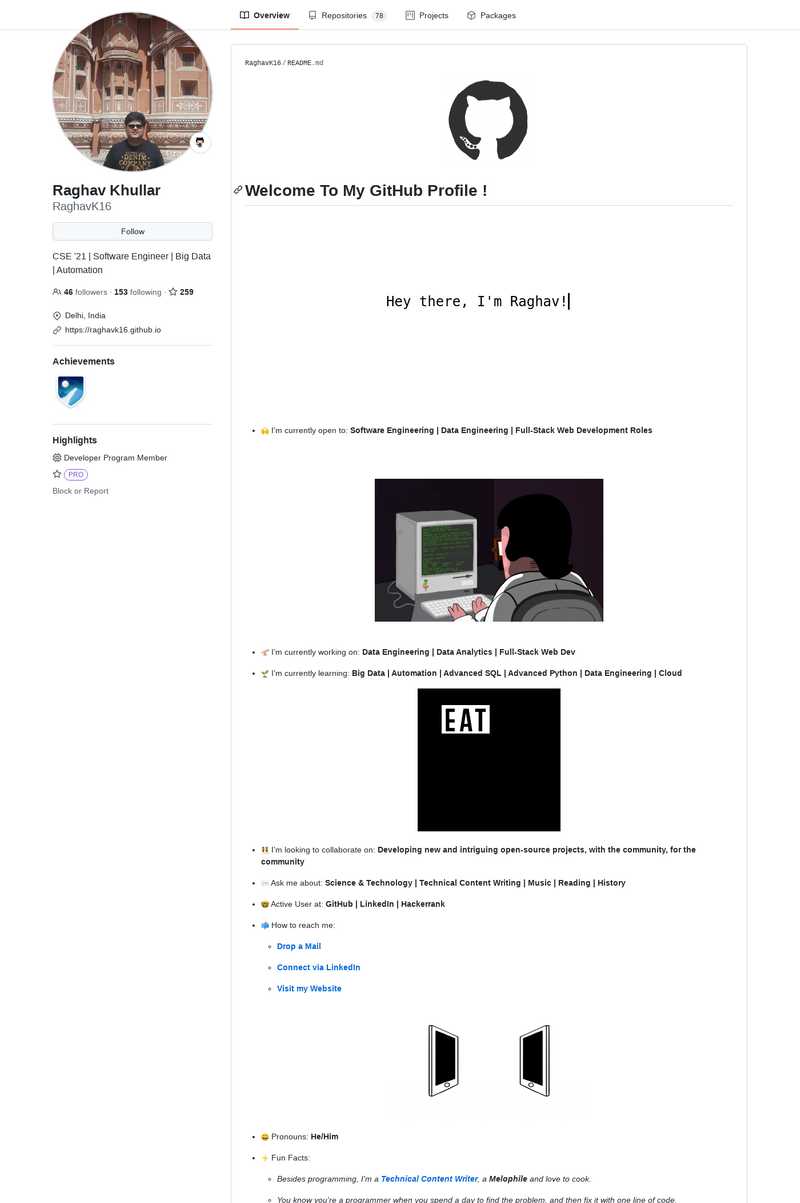 Overview
Repositories 78
Projects
Packages
RaghavK16 / README.md
Welcome To My GitHub Profile !
Raghav Khullar
RaghavK16
Follow
CSE '21 | Software Engineer | Big Data
| Automation
46 followers · 153 following · 259
Delhi, India
https://raghavk16.github.io
Achievements
Highlights
Developer Program Member
PRO
Block or Report
DENIM
COMPANY
Hey there, I'm Raghav!
I'm currently open to: Software Engineering | Data Engineering | Full-Stack Web Development Roles
I'm currently working on: Data Engineering | Data Analytics | Full-Stack Web Dev
I'm currently learning: Big Data | Automation | Advanced SQL | Advanced Python | Data Engineering | Cloud
EAT
I'm looking to collaborate on: Developing new and intriguing open-source projects, with the community, for the
community
Ask me about: Science & Technology | Technical Content Writing | Music | Reading | History
Active User at: GitHub | LinkedIn | Hackerrank
How to reach me:
Drop a Mail
Connect via LinkedIn
Visit my Website
Pronouns: He/Him
Fun Facts:
Besides programming, I'm a Technical Content Writer, a Melophile and love to cook.
You know you're a programmer when you spend a day to find the problem, and then fix it with one line of code.